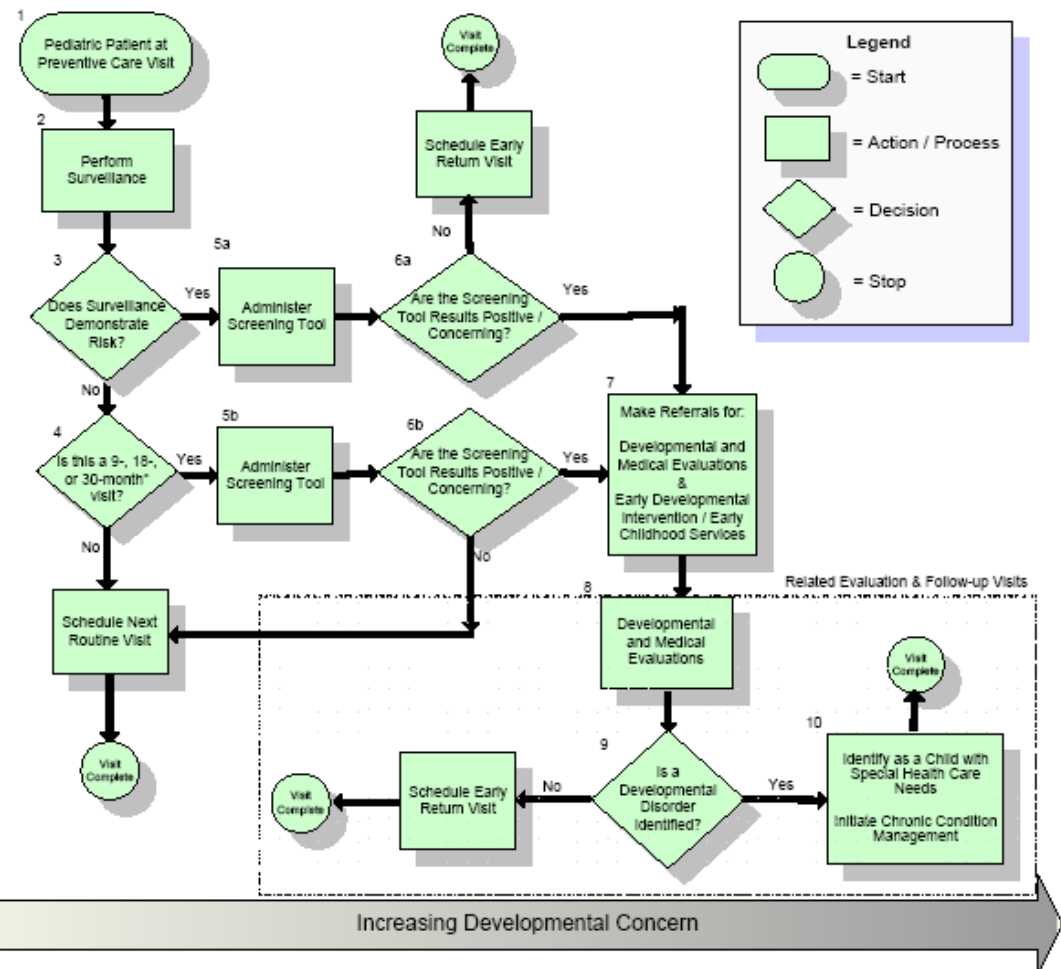 1
Pediatric Patient at
Preventive Care Visit
2
Perform
Surveillance
3
Does Surveillance
Demonstrate
Risk?
Yes
No
5a
Administer
Screening Tool
6a
Are the Screening
Tool Results Positive /
Concerning?
Yes
No
Schedule Early
Return Visit
Visit
Complete
4
Is this a 9-, 18-,
or 30-month*
visit?
Yes
No
5b
Administer
Screening Tool
6b
Are the Screening
Tool Results Positive /
Concerning?
Yes
No
Schedule Next
Routine Visit
Visit
Complete
7
Make Referrals for:
Developmental and
Medical Evaluations
&
Early Developmental
Intervention / Early
Childhood Services
Related Evaluation & Follow-up Visits
8
Developmental
and Medical
Evaluations
9
Is a
Developmental
Disorder
Identified?
No
Schedule Early
Return Visit
Visit
Complete
Yes
10
Identify as a Child with
Special Health Care
Needs
Initiate Chronic Condition
Management
Visit
Complete
Legend
= Start
= Action / Process
= Decision
= Stop
Increasing Developmental Concern